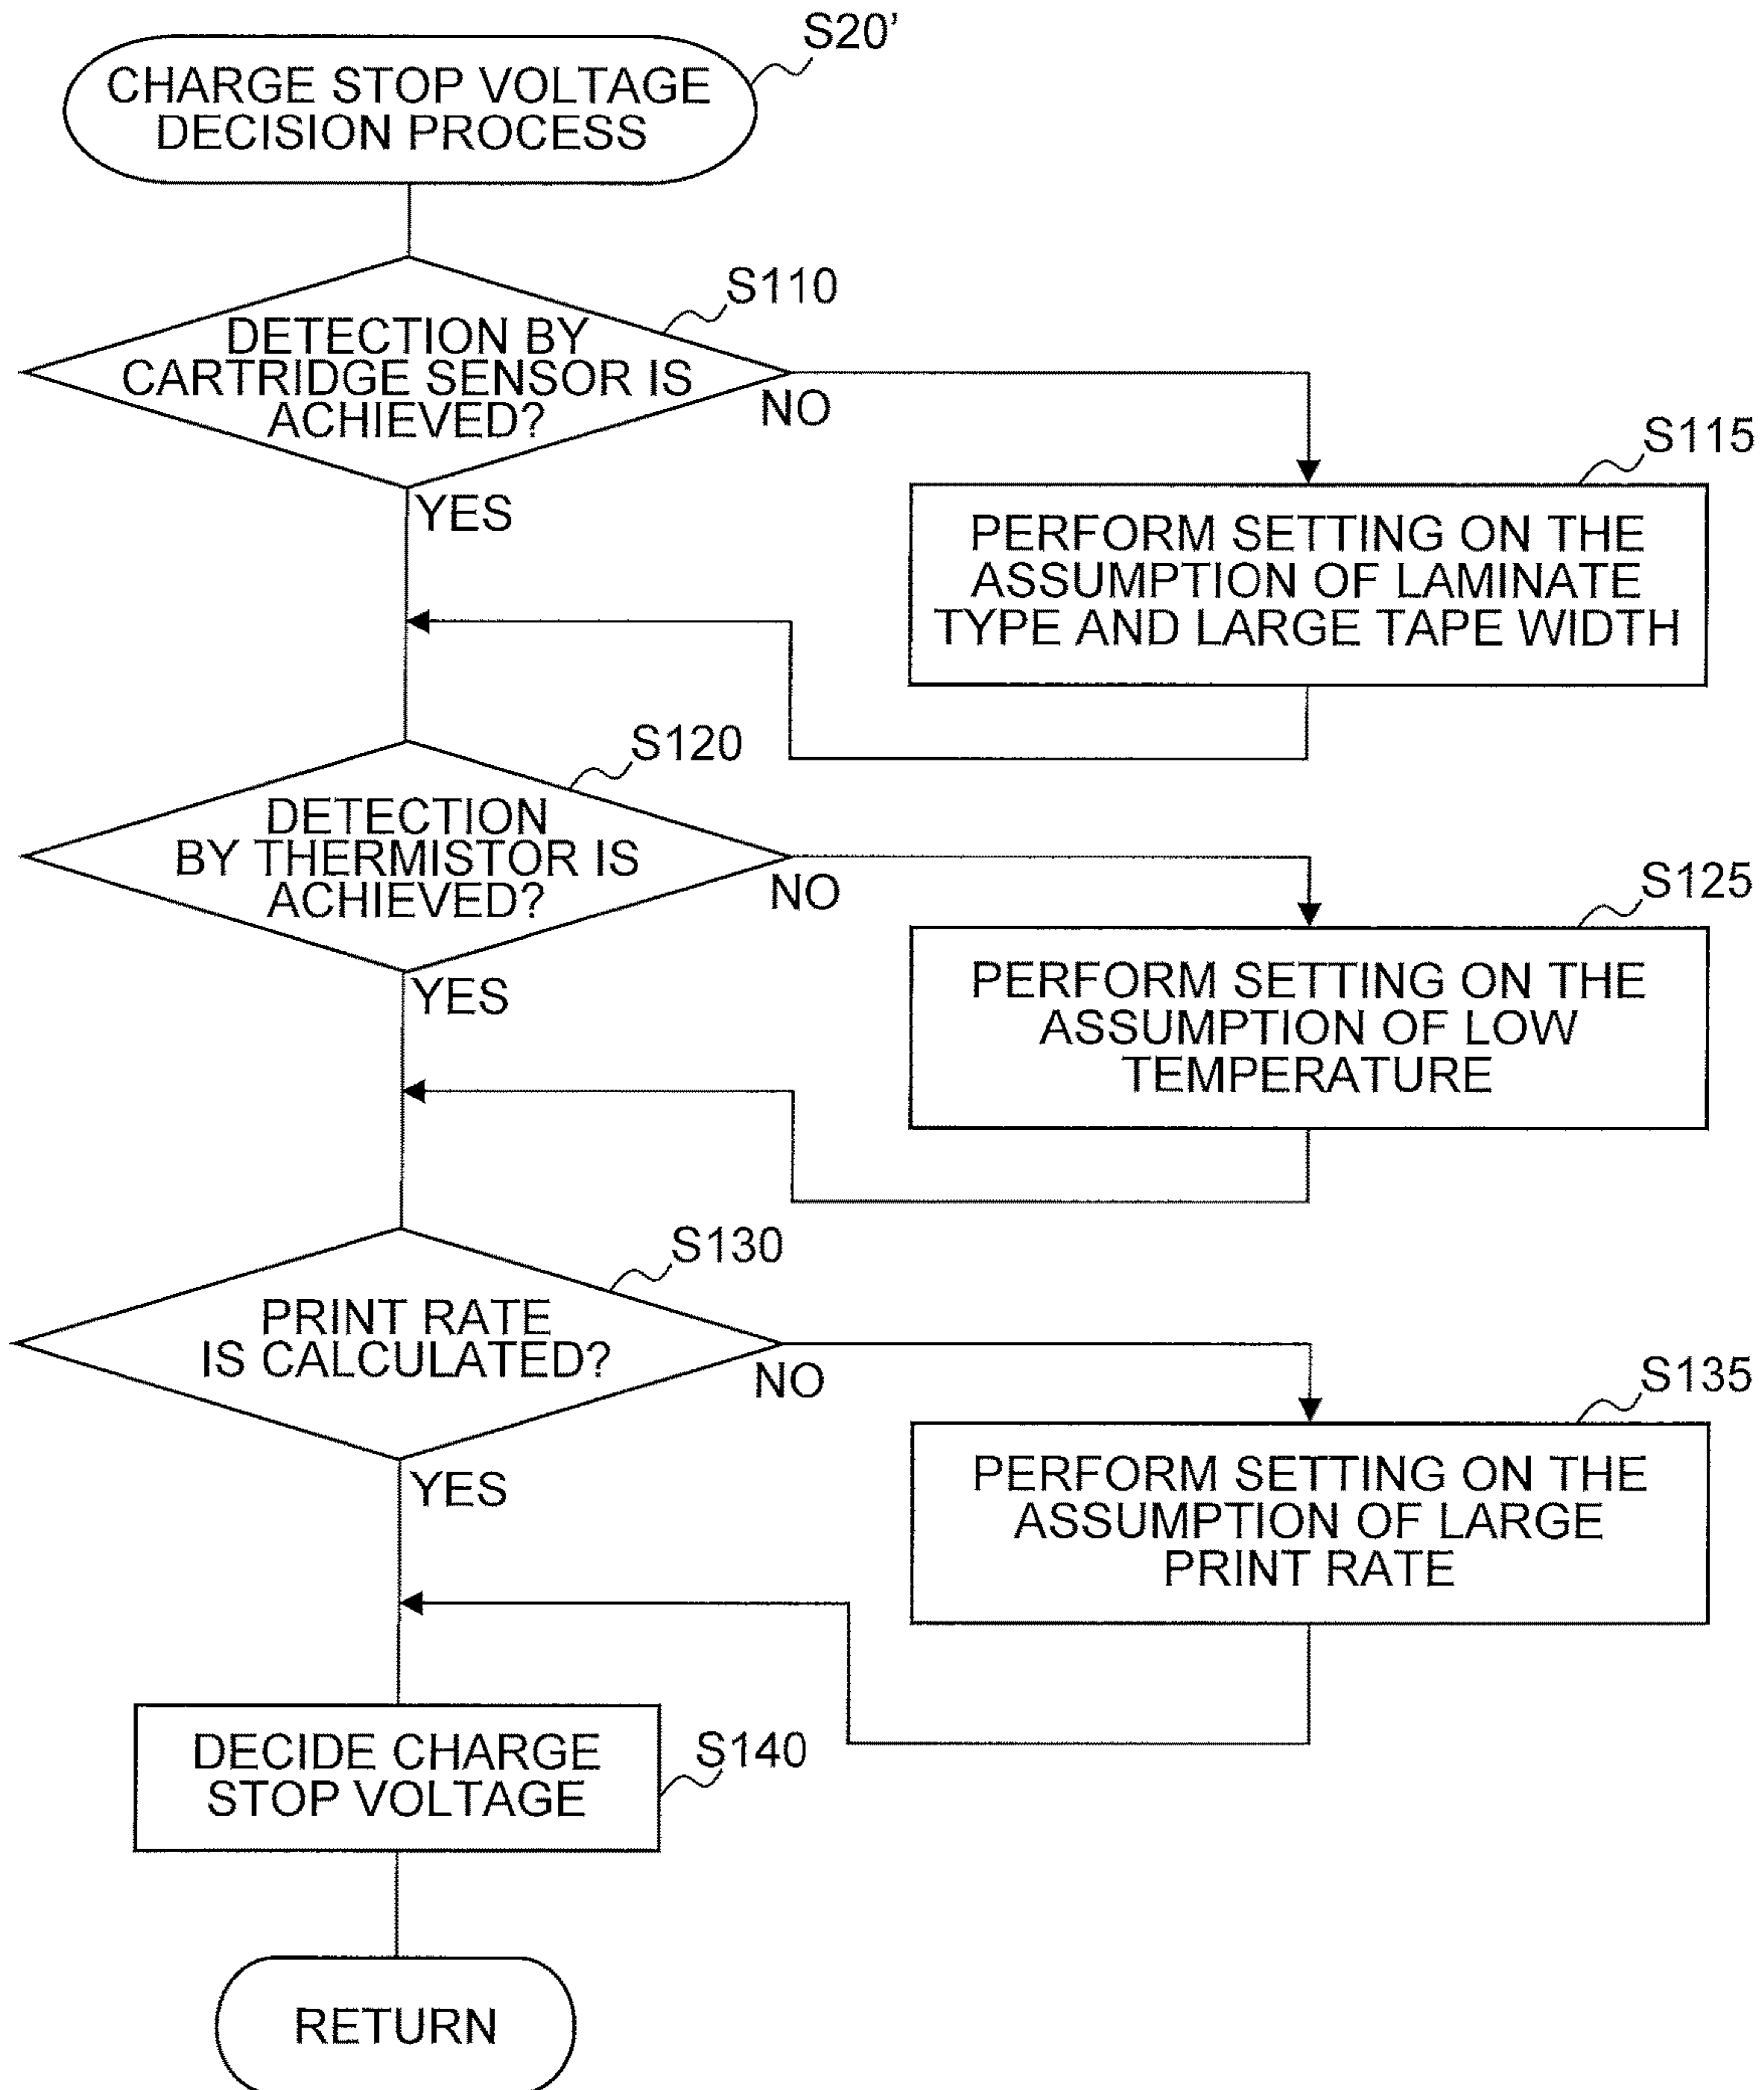 S20’
CHARGE STOP VOLTAGE
DECISION PROCESS
S110
DETECTION BY
CARTRIDGE SENSOR IS
ACHIEVED?
NO
YES
S115
PERFORM SETTING ON THE
ASSUMPTION OF LAMINATE
TYPE AND LARGE TAPE WIDTH
S120
DETECTION
BY THERMISTOR IS
ACHIEVED?
NO
YES
S125
PERFORM SETTING ON THE
ASSUMPTION OF LOW
TEMPERATURE
S130
PRINT RATE
IS CALCULATED?
NO
YES
S135
PERFORM SETTING ON THE
ASSUMPTION OF LARGE
PRINT RATE
S140
DECIDE CHARGE
STOP VOLTAGE
RETURN